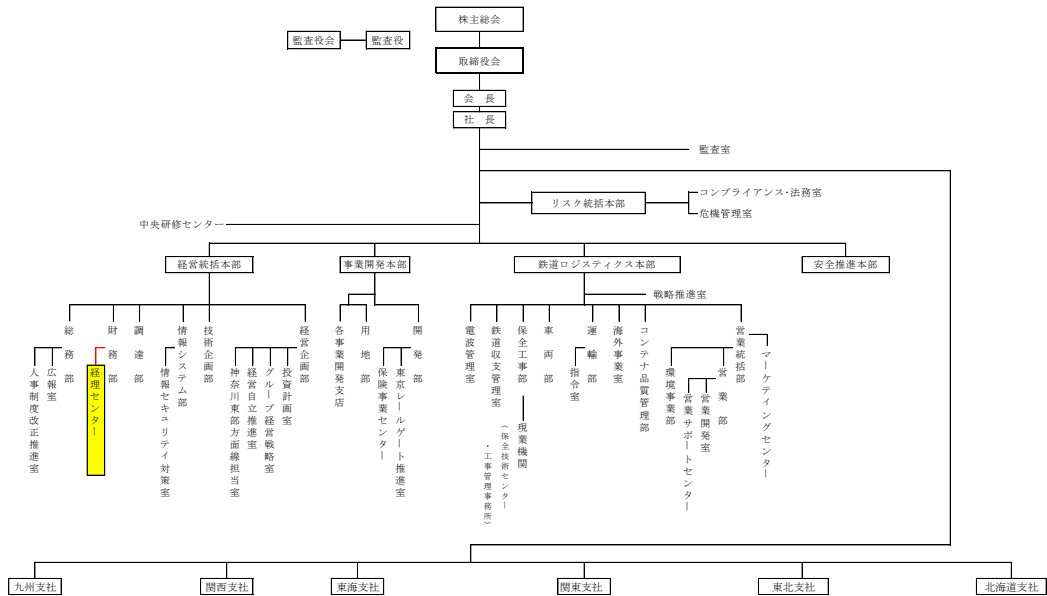 株主総会
監査役会
監査役
取締役会
会 長
社 長
監査室
リスク統括本部
コンプライアンス・法務室
危機管理室
中央研修センター
経営統括本部
事業開発本部
鉄道ロジスティクス本部
安全推進本部
戦略推進室
総務部
財務部
調達部
情報システム部
技術企画部
経営企画部
各事業開発支店
用地部
開発部
電波管理室
鉄道収支管理室
保全工事部
車両部
運輸部
海外事業室
コンテナ品質管理部
営業統括部
人事制度改正推進室
広報室
経理センター
情報セキュリテイ対策室
神奈川東部方面線担当室
経営自立推進室
グループ経営戦略室
投資計画室
保険事業センター
東京レールゲート推進室
現業機関
(保全技術センター
・工事管理事務所)
指令室
環境事業部
営業部
営業サポートセンター
営業開発室
マーケテイングセンター
九州支社
関西支社
東海支社
関東支社
東北支社
北海道支社